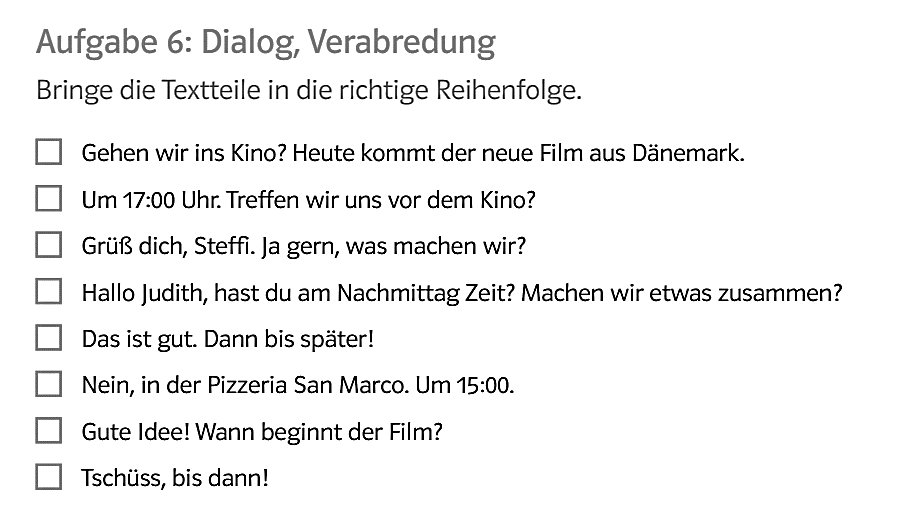 Aufgabe 6: Dialog, Verabredung
Bringe die Textteile in die richtige Reihenfolge.
Gehen wir ins Kino? Heute kommt der neue Film aus Dänemark.
Um 17:00 Uhr. Treffen wir uns vor dem Kino?
Grüß dich, Steffi. Ja gern, was machen wir?
Hallo Judith, hast du am Nachmittag Zeit? Machen wir etwas zusammen?
Das ist gut. Dann bis später!
Nein, in der Pizzeria San Marco. Um 15:00.
Gute Idee! Wann beginnt der Film?
Tschüss, bis dann!